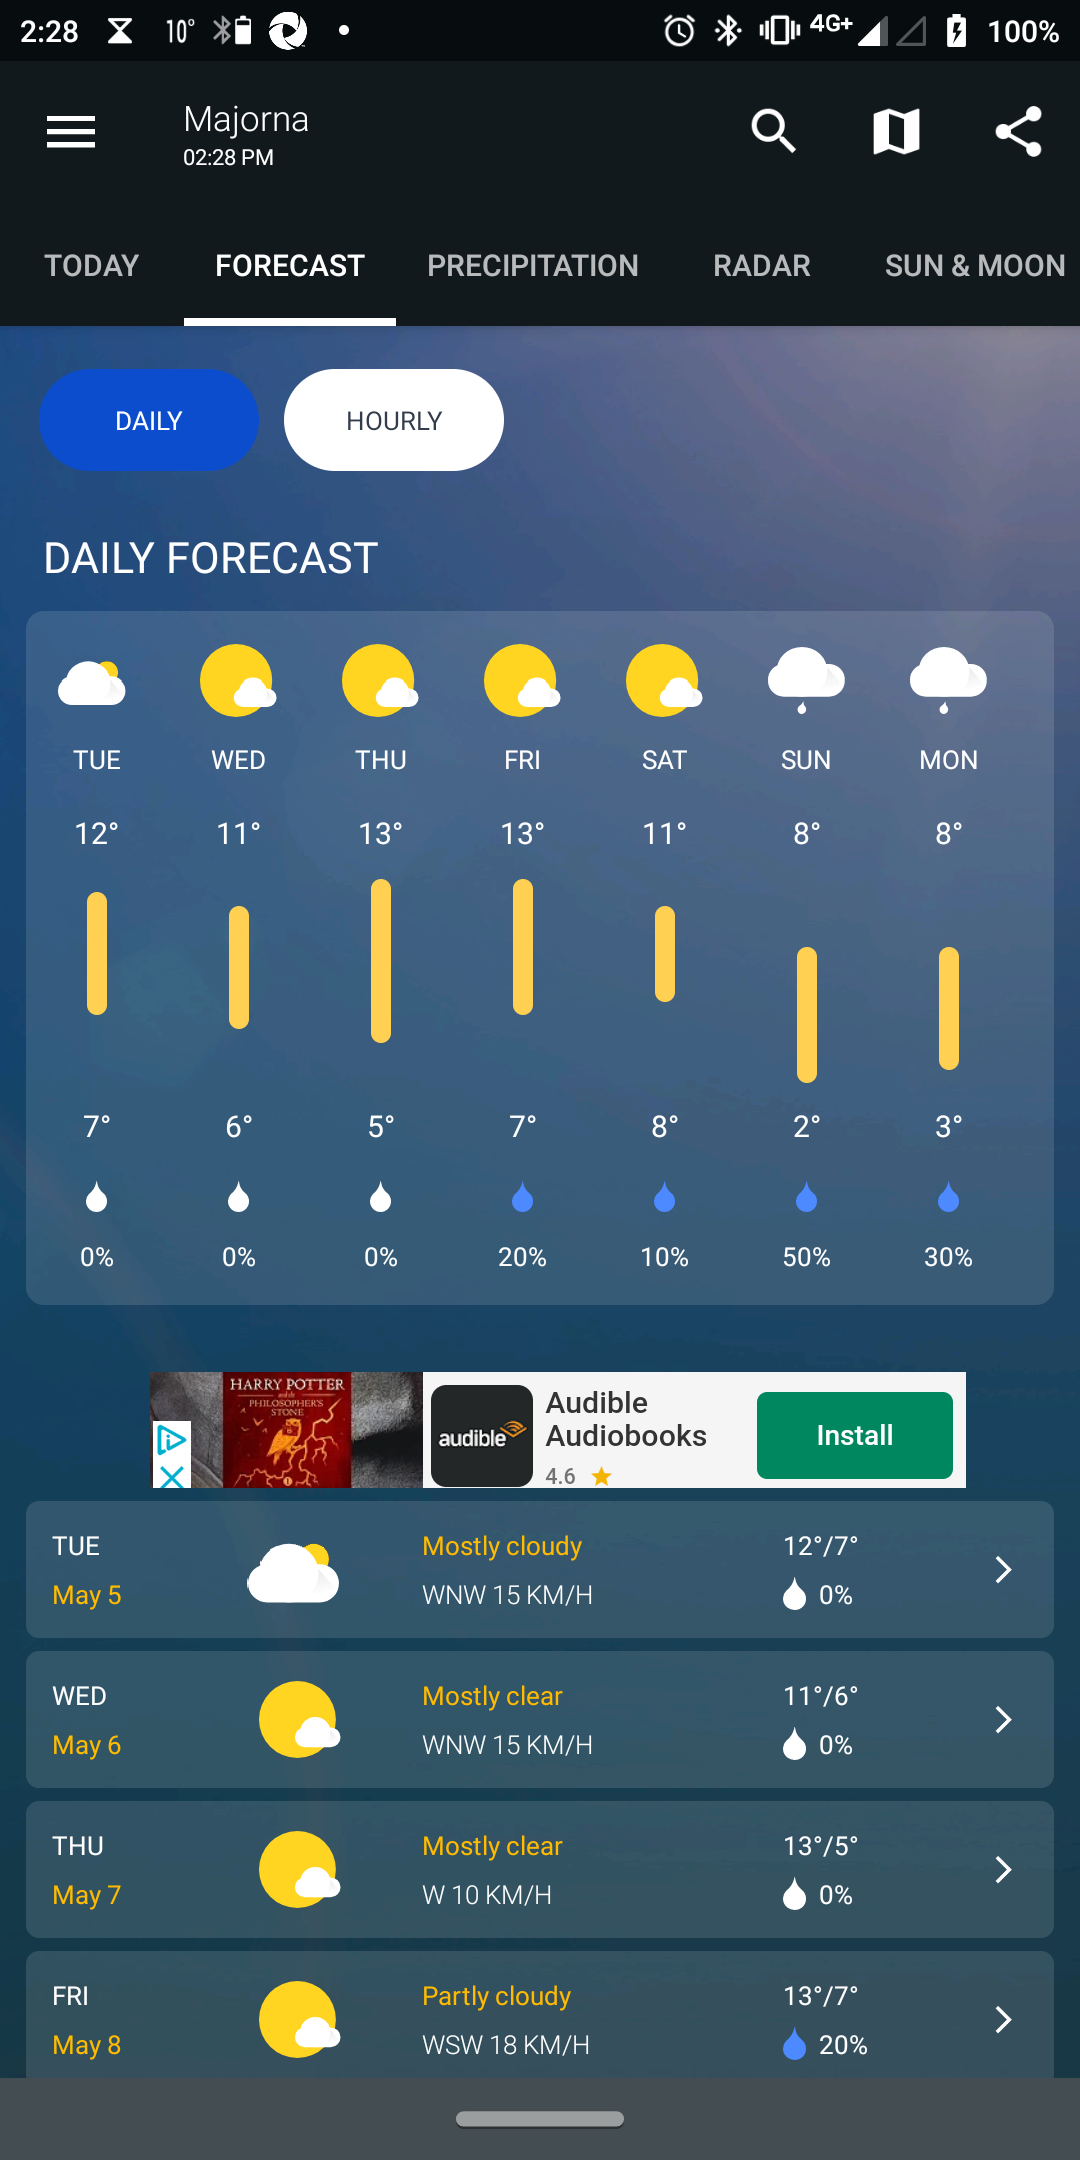 2:28 10° 4G+ 100%
Majorna
02:28 PM
TODAY FORECAST PRECIPITATION RADAR SUN & MOON
DAILY HOURLY
DAILY FORECAST
TUE WED THU FRI SAT SUN MON
12° 11° 13° 13° 11° 8° 8°
7° 6° 5° 7° 8° 2° 3°
0% 0% 0% 20% 10% 50% 30%
HARRY POTTER
and the
PHILOSOPHER'S
STONE
audible
Audible
Audiobooks
4.6
Install
TUE Mostly cloudy 12°/7°
May 5 WNW 15 KM/H 0%
WED Mostly clear 11°/6°
May 6 WNW 15 KM/H 0%
THU Mostly clear 13°/5°
May 7 W 10 KM/H 0%
FRI Partly cloudy 13°/7°
May 8 WSW 18 KM/H 20%